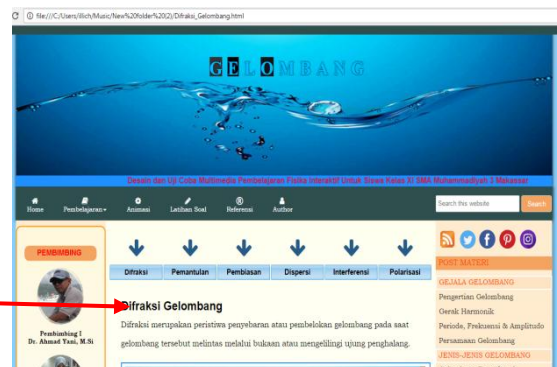 file:///C:/Users/illich/Music/New%20folder%20(2)/Difraksi_Gelombang.html
GELOMBANG
Desain dan Uji Coba Multimedia Pembelajaran Fisika Interaktif Untuk Siswa Kelas XI SMA Muhammadiyah 3 Makassar
Home Pembelajaran Animasi Latihan Soal Referensi Author
Search this website Search
PEMBIMBING
Pembimbing I
Dr. Ahmad Yani, M.Si
Difraksi Pemantulan Pembiasan Dispersi Interferensi Polarisasi
Difraksi Gelombang
Difraksi merupakan peristiwa penyebaran atau pembelokan gelombang pada saat
gelombang tersebut melintas melalui bukaan atau mengelilingi ujung penghalang.
POST MATERI
GEJALA GELOMBANG
Pengertian Gelombang
Gerak Harmonik
Periode, Frekuensi & Amplitudo
Persamaan Gelombang
JENIS-JENIS GELOMBANG